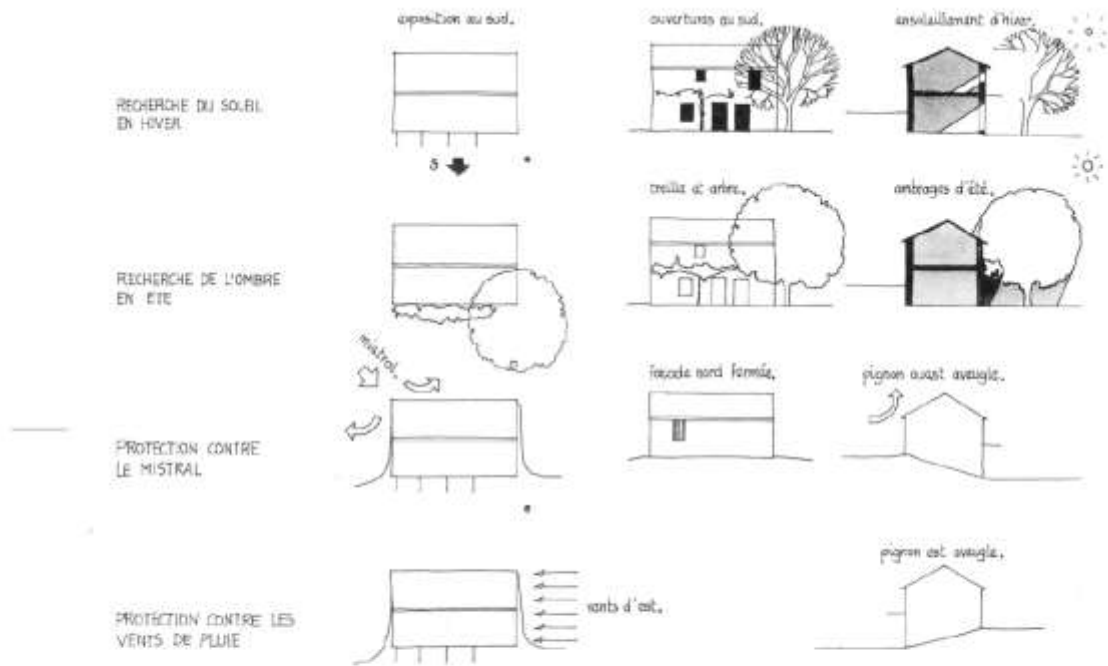 exposition au sud.
ouvertures au sud.
ensoleillement d'hiver.
RECHERCHE DU SOLEIL
EN HIVER
S
treille et arbre.
ombrages d'été.
RECHERCHE DE L'OMBRE
EN ÉTÉ
mistral.
façade nord fermée.
pignon ouest aveugle.
PROTECTION CONTRE
LE MISTRAL
pignon est aveugle.
vents d'est.
PROTECTION CONTRE LES
VENTS DE PLUIE